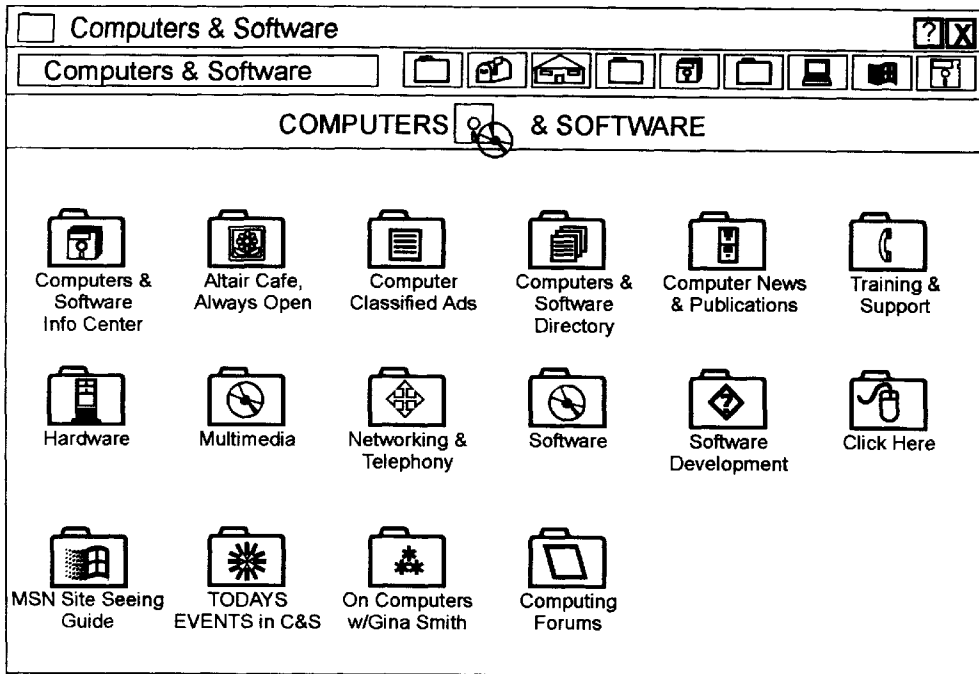 Computers & Software
? X
Computers & Software
COMPUTERS & SOFTWARE
Computers &
Software
Info Center
Altair Cafe,
Always Open
Computer
Classified Ads
Computers &
Software
Directory
Computer News
& Publications
Training &
Support
Hardware
Multimedia
Networking &
Telephony
Software
?
Software
Development
Click Here
MSN Site Seeing
Guide
TODAYS
EVENTS in C&S
On Computers
w/Gina Smith
Computing
Forums